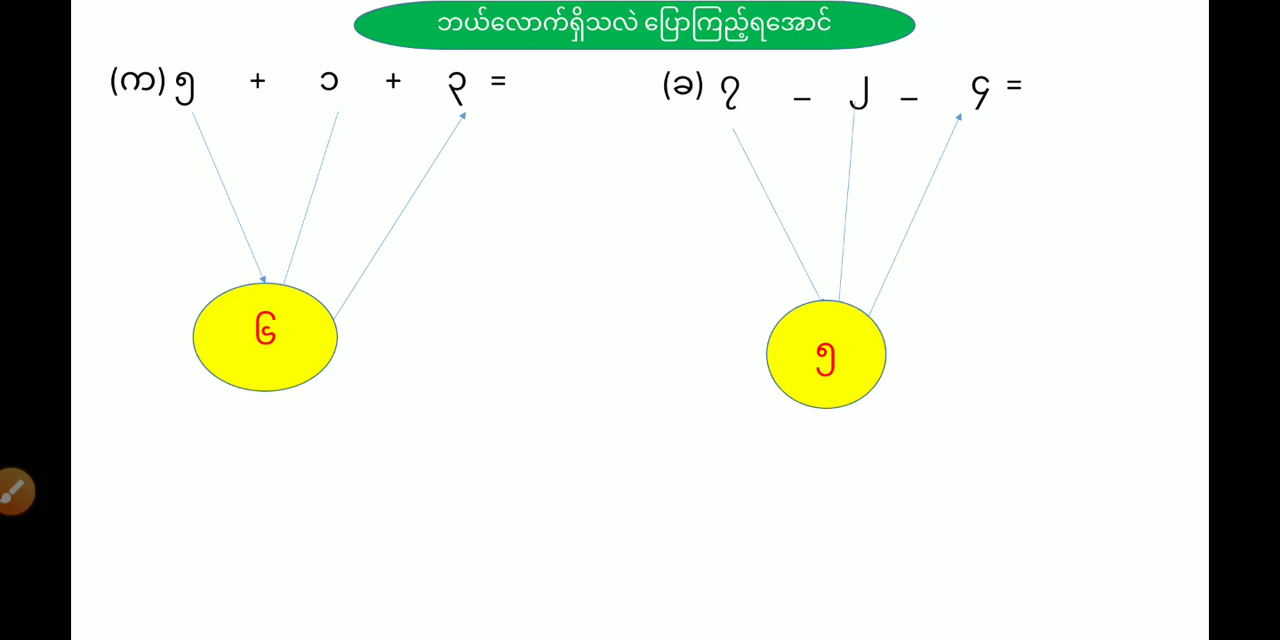 ဘယ်လောက်ရှိသလဲ ပြောကြည့်ရအောင်
(က) ၅ + ၁ + ၃ =
(ခ) ၇ _ ၂ _ ၄ =
၆
၅